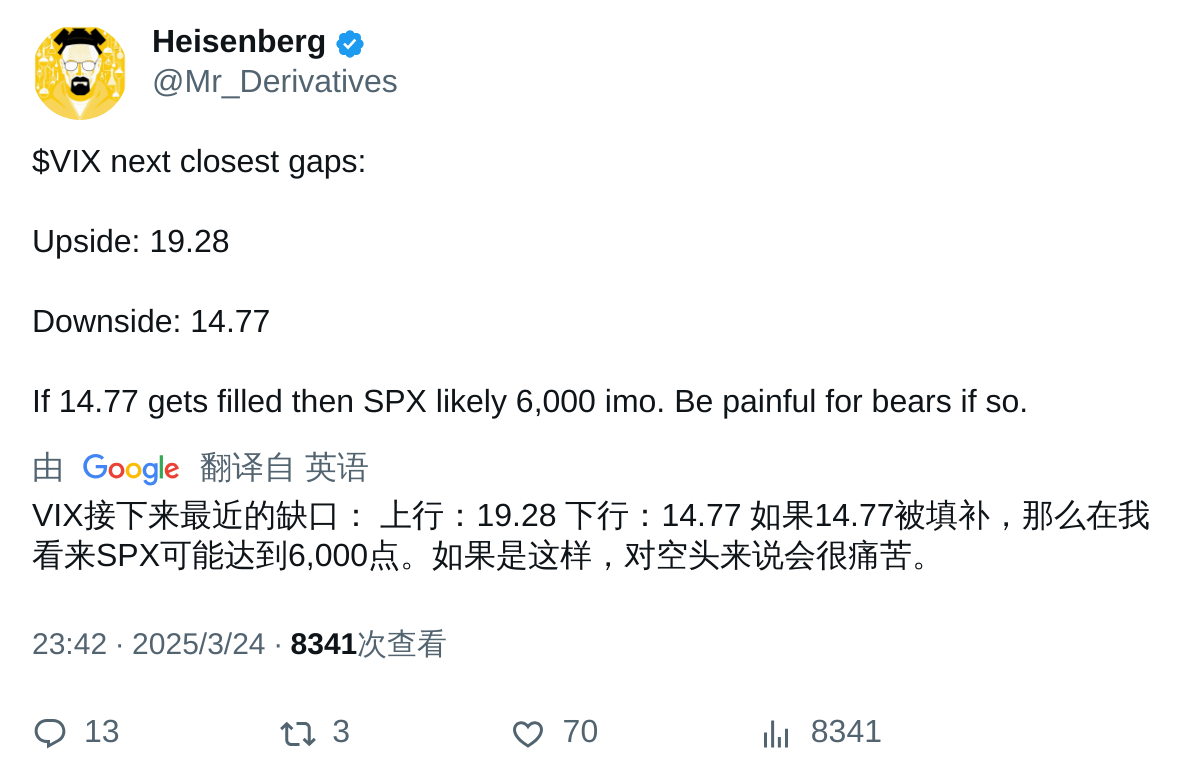 Heisenberg
@Mr_Derivatives
$VIX next closest gaps:
Upside: 19.28
Downside: 14.77
If 14.77 gets filled then SPX likely 6,000 imo. Be painful for bears if so.
由 Google 翻译自 英语
VIX接下来最近的缺口： 上行：19.28 下行：14.77 如果14.77被填补，那么在我
看来SPX可能达到6,000点。如果是这样，对空头来说会很痛苦。
23:42 · 2025/3/24 · 8341次查看
13 3 70 8341